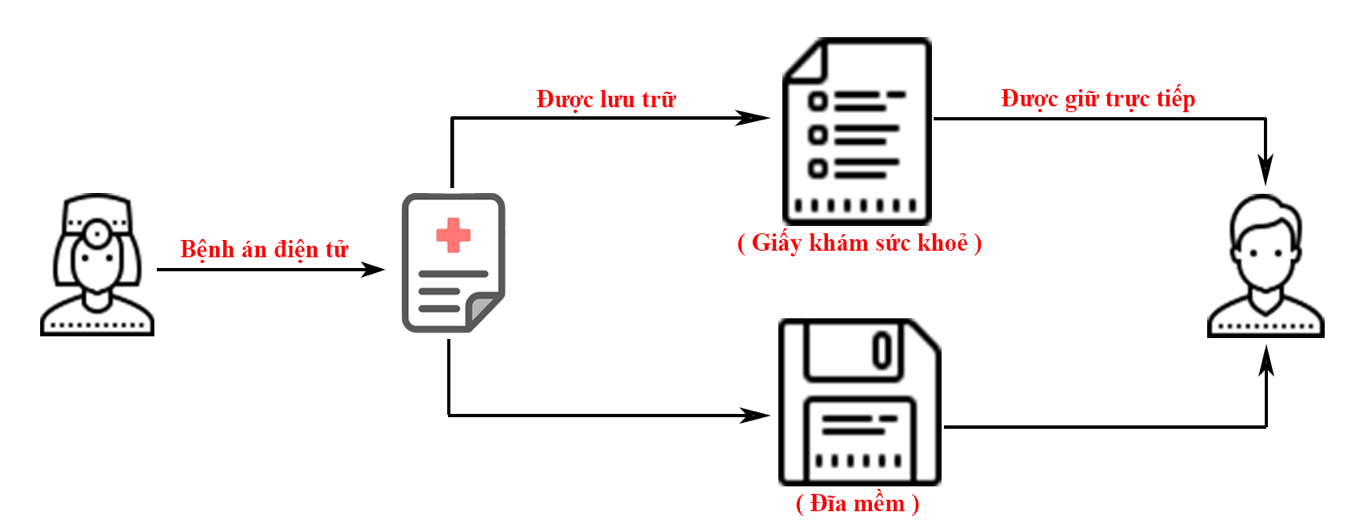 Được lưu trữ
Được giữ trực tiếp
Bệnh án điện tử
( Giấy khám sức khoẻ )
( Đĩa mềm )